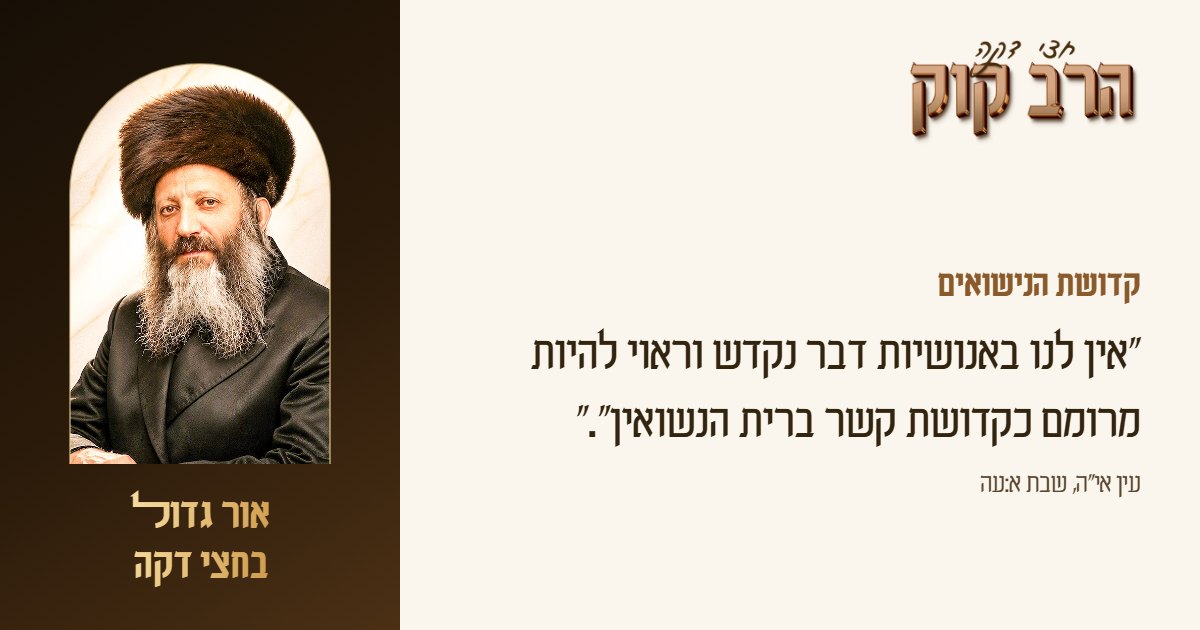 חצי דקה
הרב קוק
קדושת הנישואים
"אין לנו באנושיות דבר נקדש וראוי להיות
מרומם כקדושת קשר ברית הנשואין"."
עין אי"ה, שבת א:עה
אור גדול
בחצי דקה